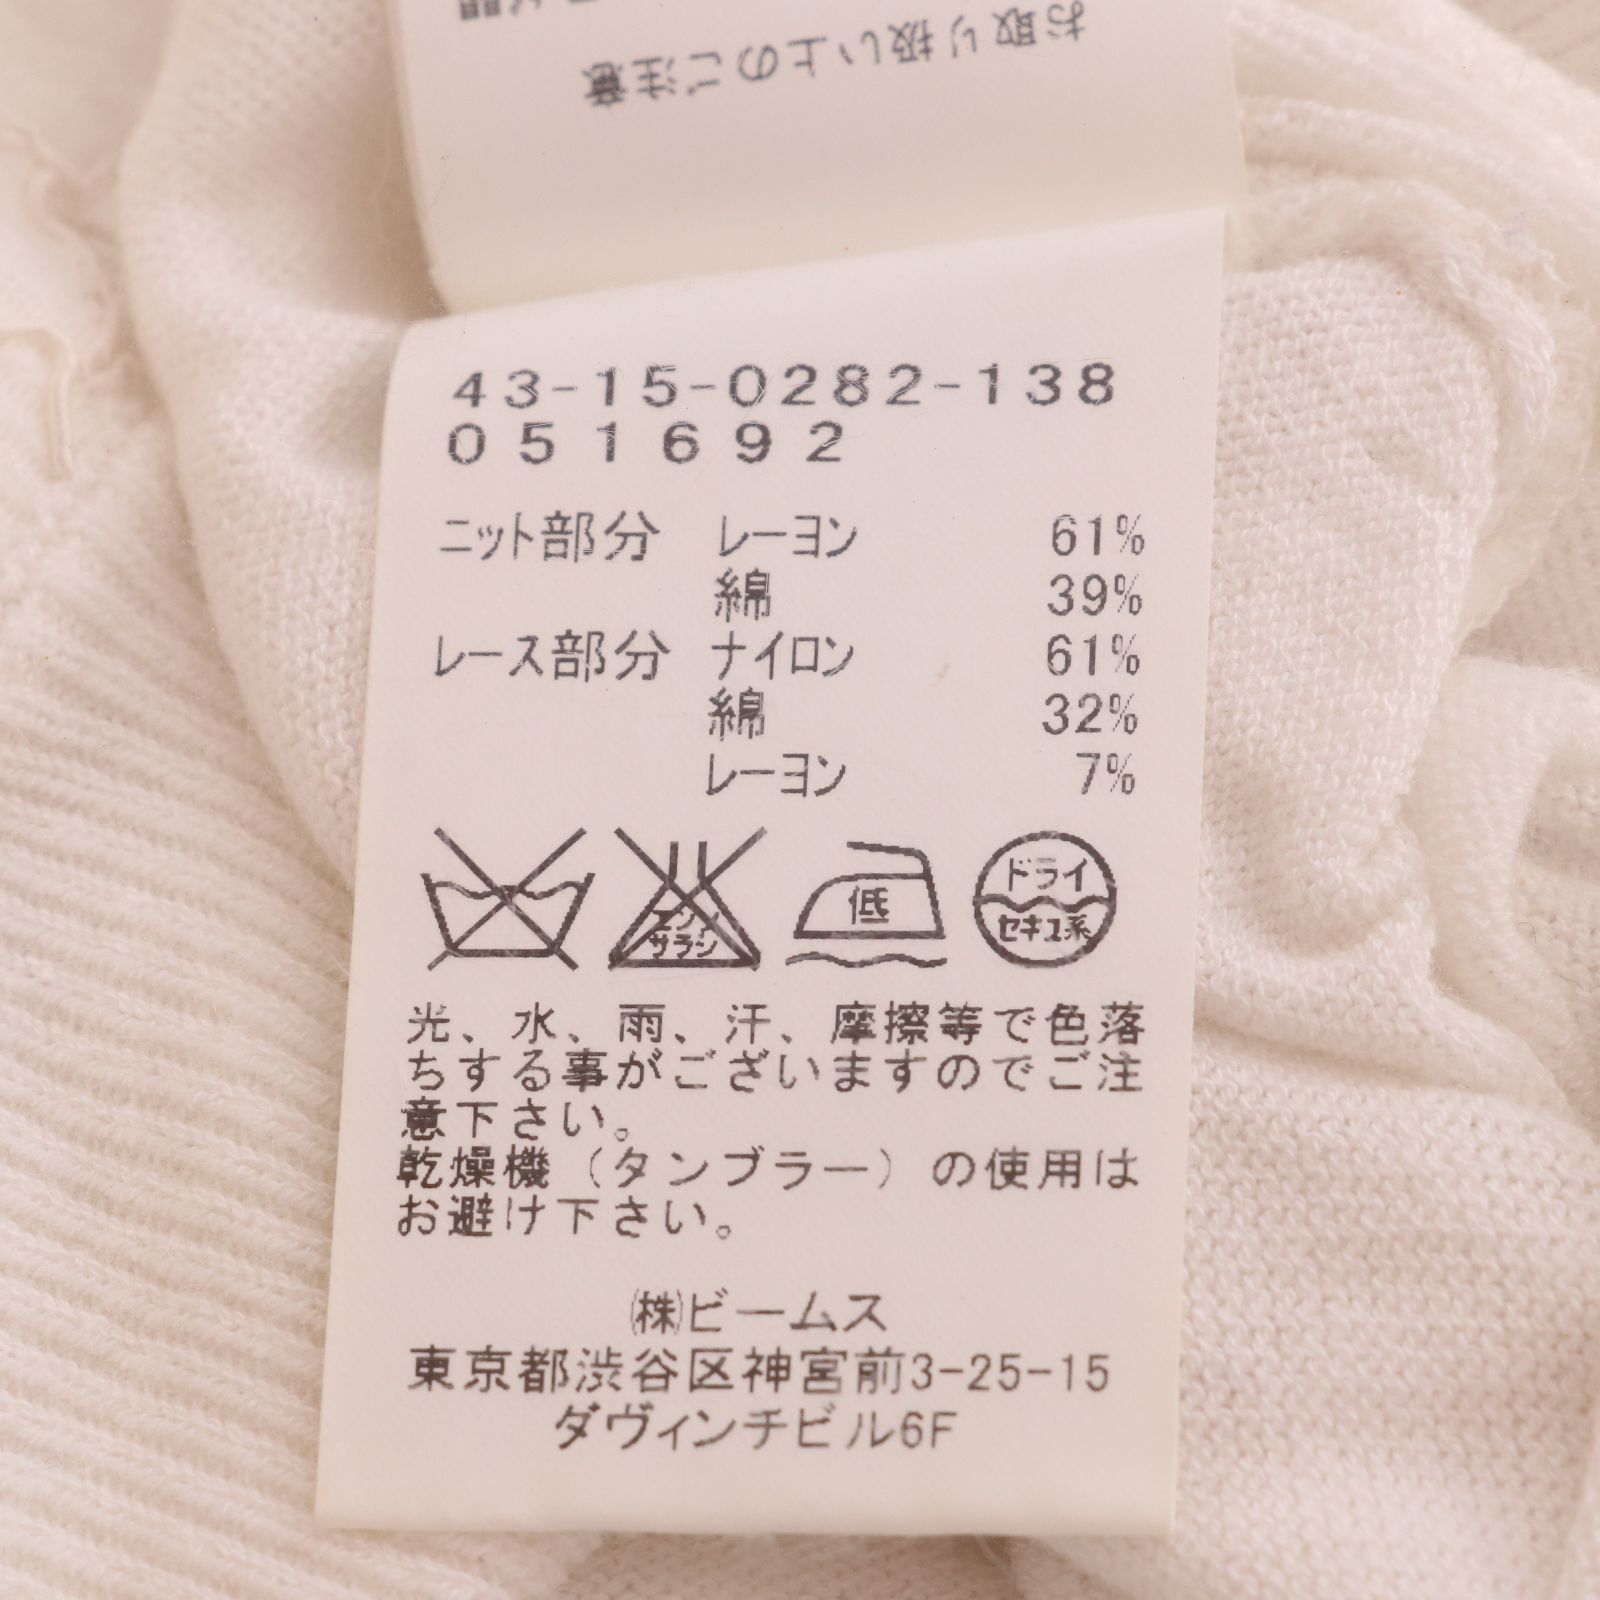 お取り扱い上のご注意
43-15-0282-138
051692
ニット部分 レーヨン 61%
綿 39%
レース部分 ナイロン 61%
綿 32%
レーヨン 7%
エンソ
サラシ
低
ドライ
セキユ系
光、水、雨、汗、摩擦等で色落
ちする事がございますのでご注
意下さい。
乾燥機（タンブラー）の使用は
お避け下さい。
㈱ビームス
東京都渋谷区神宮前3-25-15
ダヴィンチビル6F